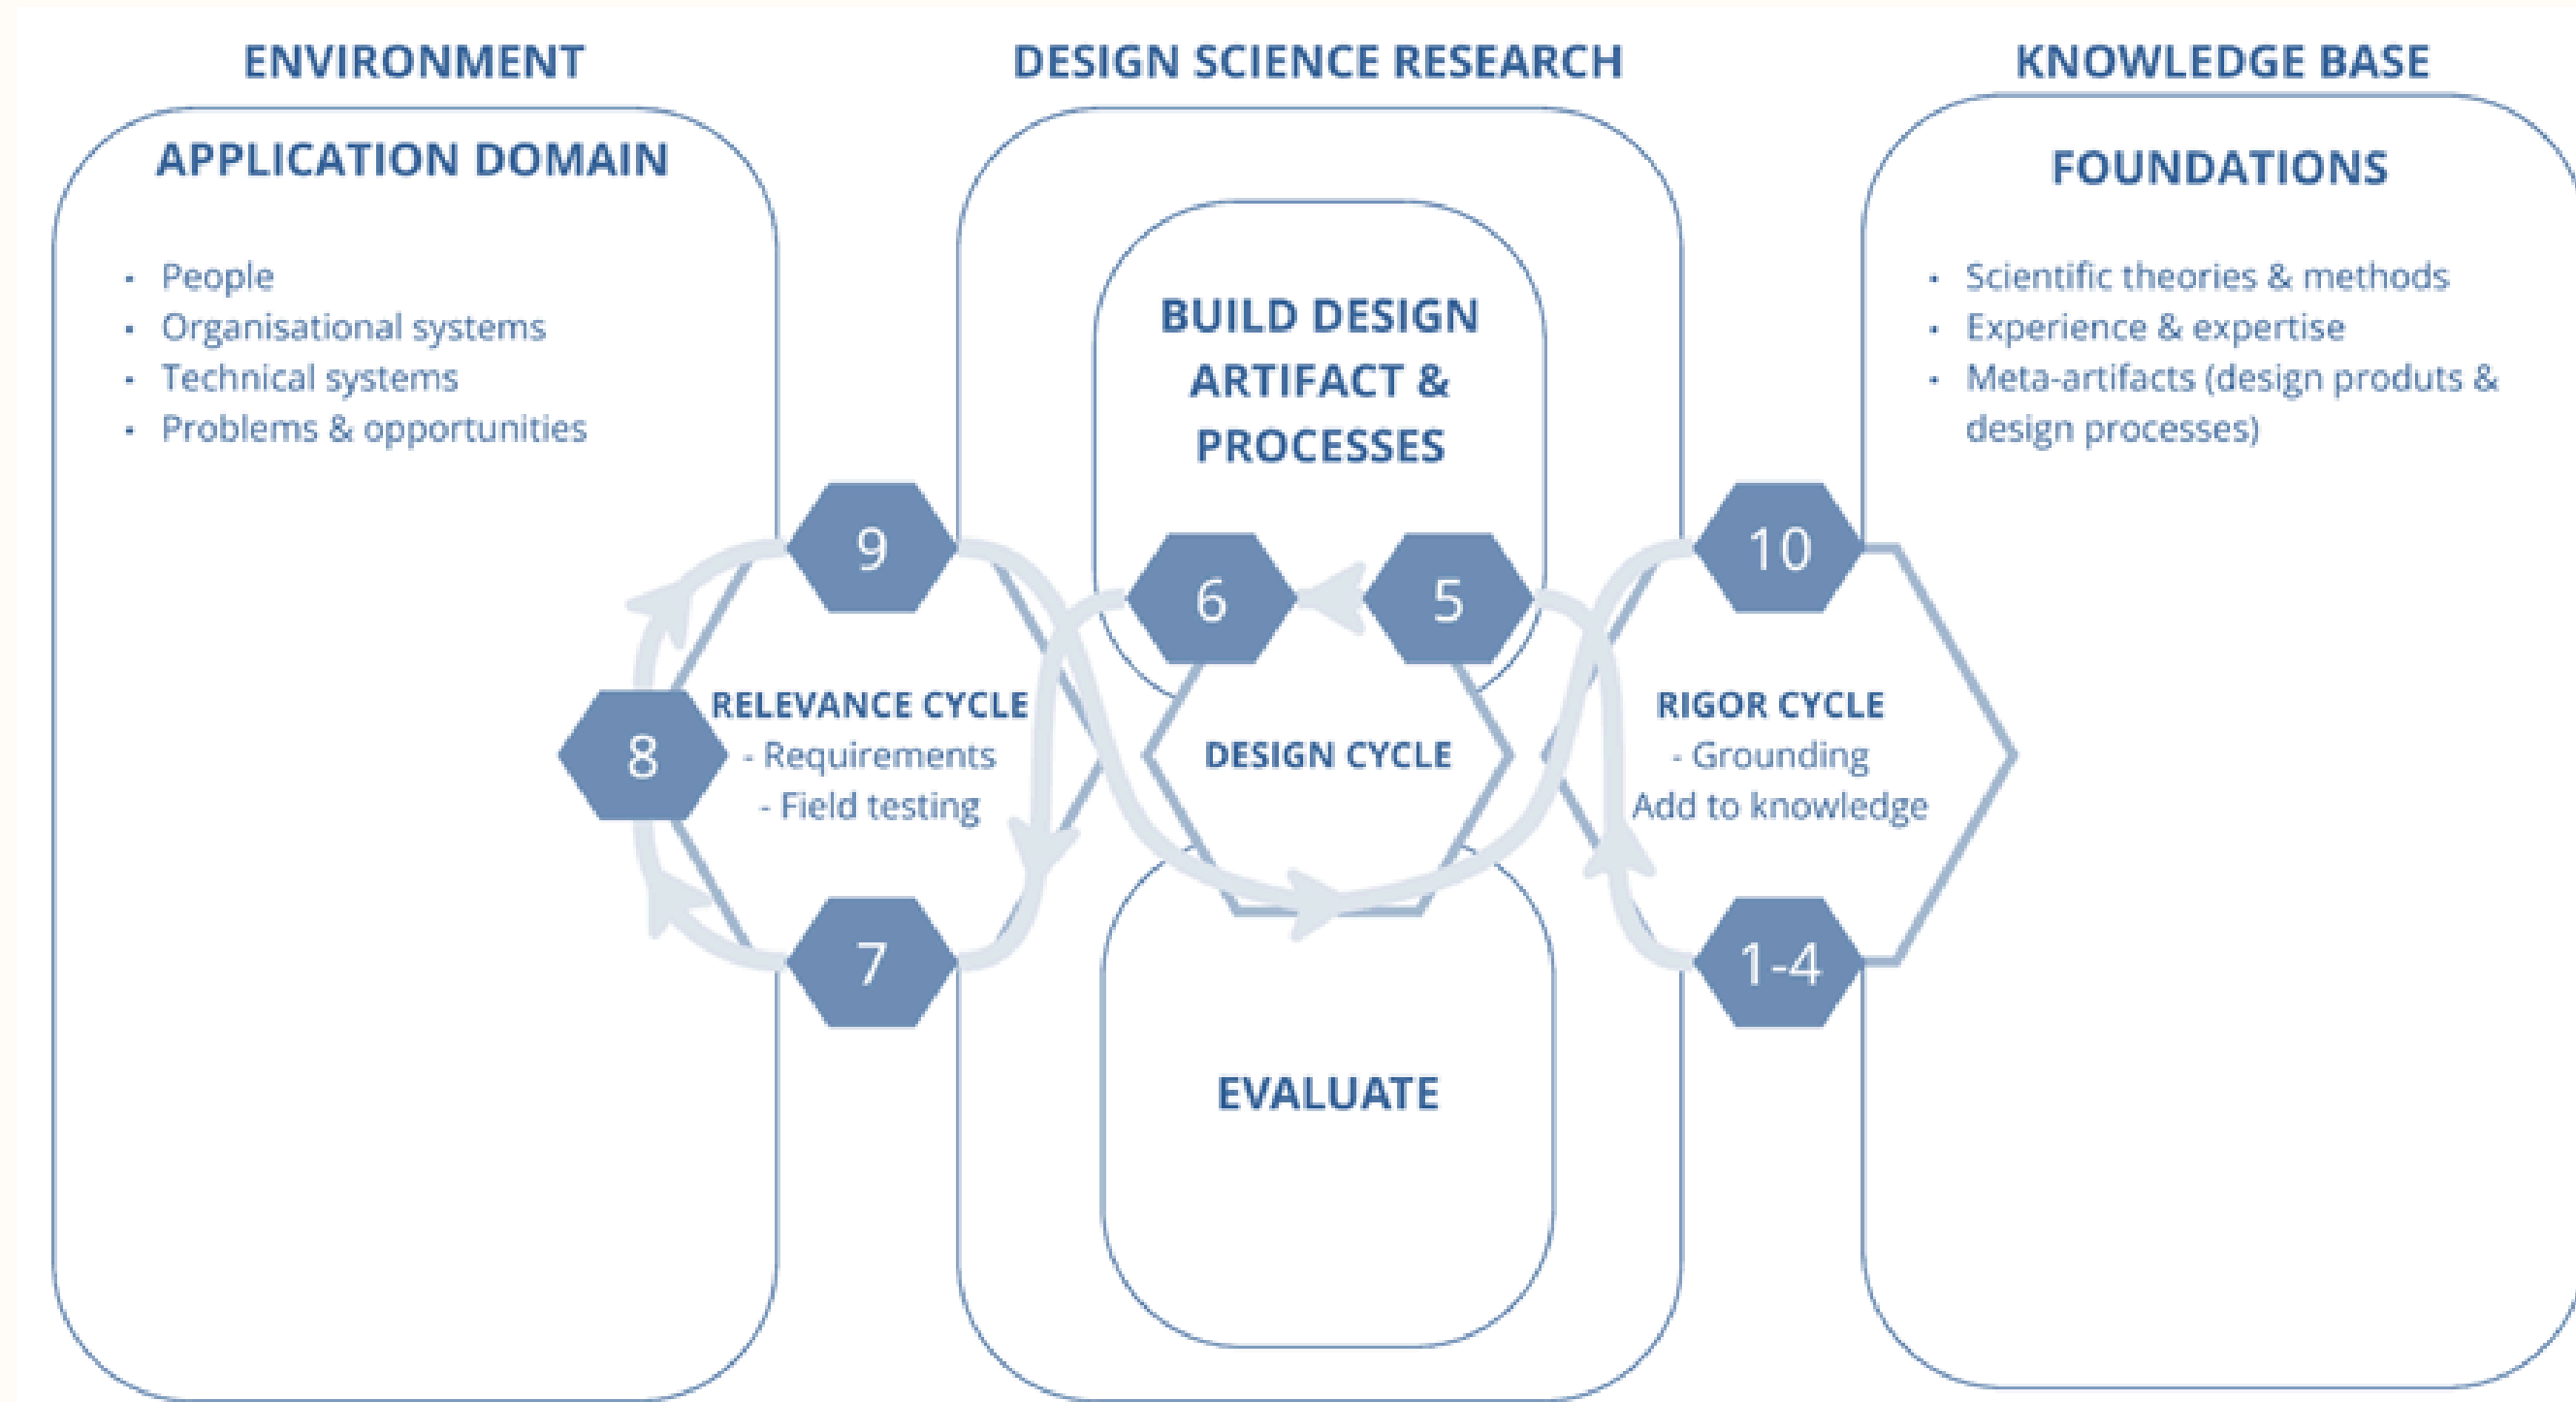 ENVIRONMENT
APPLICATION DOMAIN
• People
• Organisational systems
• Technical systems
• Problems & opportunities
DESIGN SCIENCE RESEARCH
BUILD DESIGN
ARTIFACT &
PROCESSES
KNOWLEDGE BASE
FOUNDATIONS
• Scientific theories & methods
• Experience & expertise
• Meta-artifacts (design produts &
design processes)
9
8
7
RELEVANCE CYCLE
- Requirements
- Field testing
6
5
DESIGN CYCLE
10
RIGOR CYCLE
- Grounding
Add to knowledge
1-4
EVALUATE